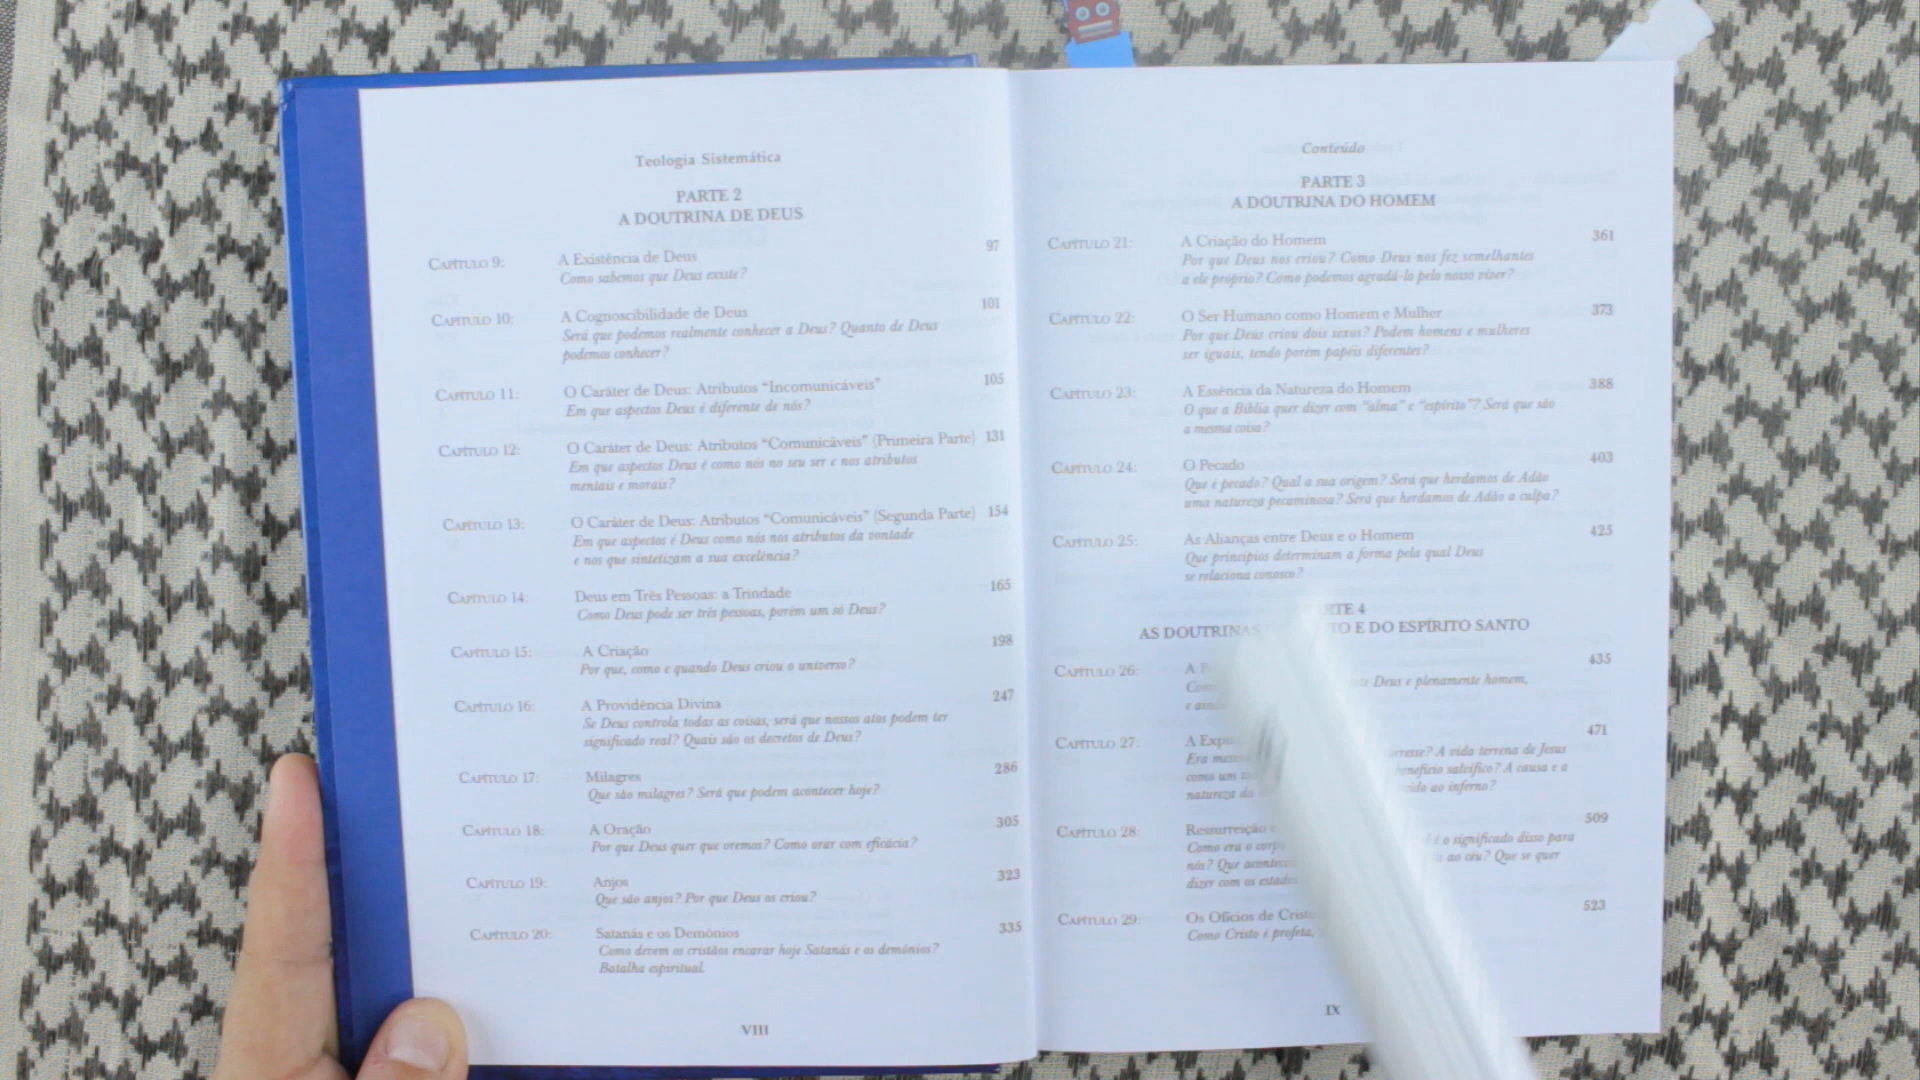 Teologia Sistemática
PARTE 2
A DOUTRINA DE DEUS
CAPÍTULO 9: A Existência de Deus 97
Como sabemos que Deus existe?
CAPÍTULO 10: A Cognoscibilidade de Deus 101
Será que podemos realmente conhecer a Deus? Quanto de Deus
podemos conhecer?
CAPÍTULO 11: O Caráter de Deus: Atributos "Incomunicáveis" 105
Em que aspectos Deus é diferente de nós?
CAPÍTULO 12: O Caráter de Deus: Atributos "Comunicáveis" (Primeira Parte) 131
Em que aspectos Deus é como nós no seu ser e nos atributos
mentais e morais?
CAPÍTULO 13: O Caráter de Deus: Atributos "Comunicáveis" (Segunda Parte) 154
Em que aspectos é Deus como nós nos atributos da vontade
e nos que sintetizam a sua excelência?
CAPÍTULO 14: Deus em Três Pessoas: a Trindade 165
Como Deus pode ser três pessoas, porém um só Deus?
CAPÍTULO 15: A Criação 198
Por que, como e quando Deus criou o universo?
CAPÍTULO 16: A Providência Divina 247
Se Deus controla todas as coisas, será que nossos atos podem ter
significado real? Quais são os decretos de Deus?
CAPÍTULO 17: Milagres 286
Que são milagres? Será que podem acontecer hoje?
CAPÍTULO 18: A Oração 305
Por que Deus quer que oremos? Como orar com eficácia?
CAPÍTULO 19: Anjos 323
Que são anjos? Por que Deus os criou?
CAPÍTULO 20: Satanás e os Demônios 335
Como devem os cristãos encarar hoje Satanás e os demônios?
Batalha espiritual.
VIII
Conteúdo
PARTE 3
A DOUTRINA DO HOMEM
CAPÍTULO 21: A Criação do Homem 361
Por que Deus nos criou? Como Deus nos fez semelhantes
a ele próprio? Como podemos agradá-lo pelo nosso viver?
CAPÍTULO 22: O Ser Humano como Homem e Mulher 373
Por que Deus criou dois sexos? Podem homens e mulheres
ser iguais, tendo porém papéis diferentes?
CAPÍTULO 23: A Essência da Natureza do Homem 388
O que a Bíblia quer dizer com "alma" e "espírito"? Será que são
a mesma coisa?
CAPÍTULO 24: O Pecado 403
Que é pecado? Qual a sua origem? Será que herdamos de Adão
uma natureza pecaminosa? Será que herdamos de Adão a culpa?
CAPÍTULO 25: As Alianças entre Deus e o Homem 425
Que princípios determinam a forma pela qual Deus
se relaciona conosco?
4
AS DOUTRINAS E DO ESPÍRITO SANTO
CAPÍTULO 26: A 435
Deus e plenamente homem,
e
CAPÍTULO 27: A 471
Era A vida terrena de Jesus
como um benefício salvífico? A causa e a
natureza da ao inferno?
CAPÍTULO 28: Ressurreição 509
Como era o corpo o significado disso para
nós? Que ao céu? Que se quer
dizer com os estados
CAPÍTULO 29: Os Ofícios de Cristo 523
Como Cristo é profeta,
IX